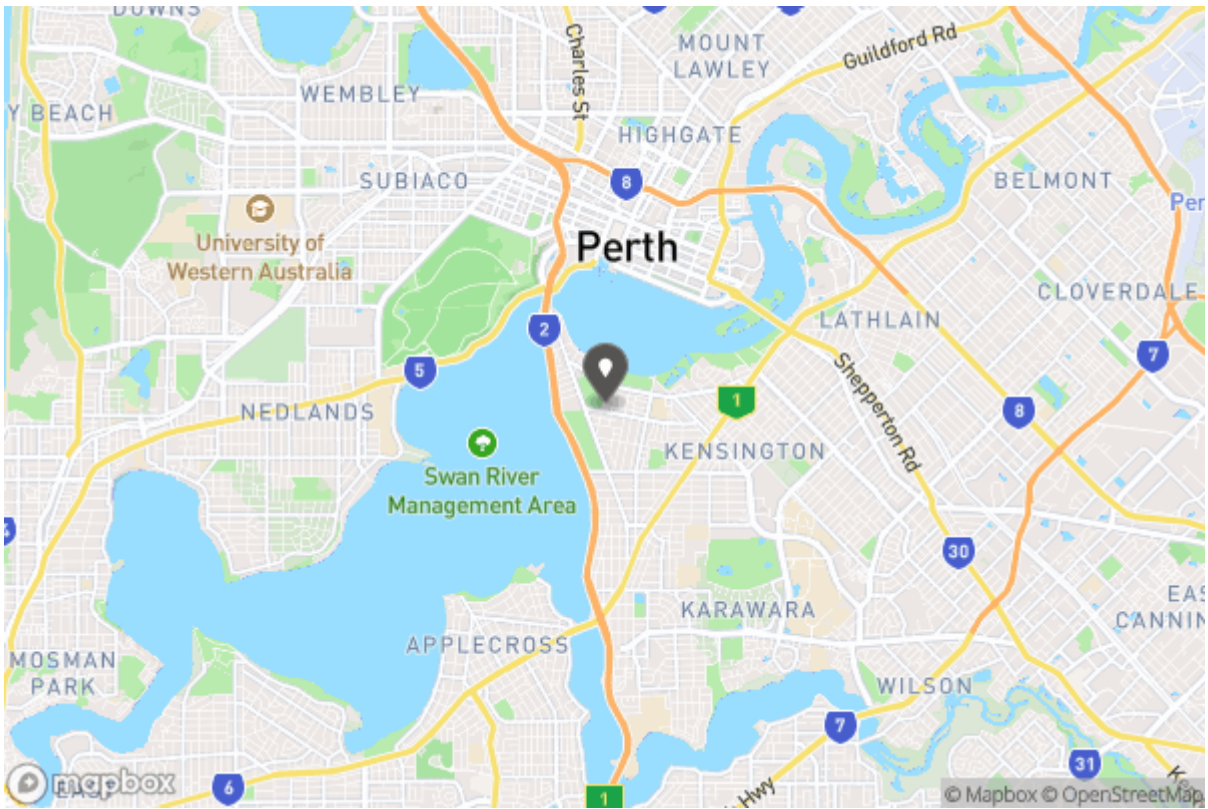 DOWNS
Charles St
MOUNT
LAWLEY
Guildford Rd
WEMBLEY
Y BEACH
HIGHGATE
SUBIACO
8
BELMONT
Per
University of
Western Australia
Perth
CLOVERDALE
LATHLAIN
2
7
5
Shepperton Rd
1
8
NEDLANDS
KENSINGTON
Swan River
Management Area
30
KARAWARA
EAS
CANNIN
APPLECROSS
MOSMAN
PARK
WILSON
7
31
6
EAST
mapbox
1
Hwy
K
© Mapbox © OpenStreetMap